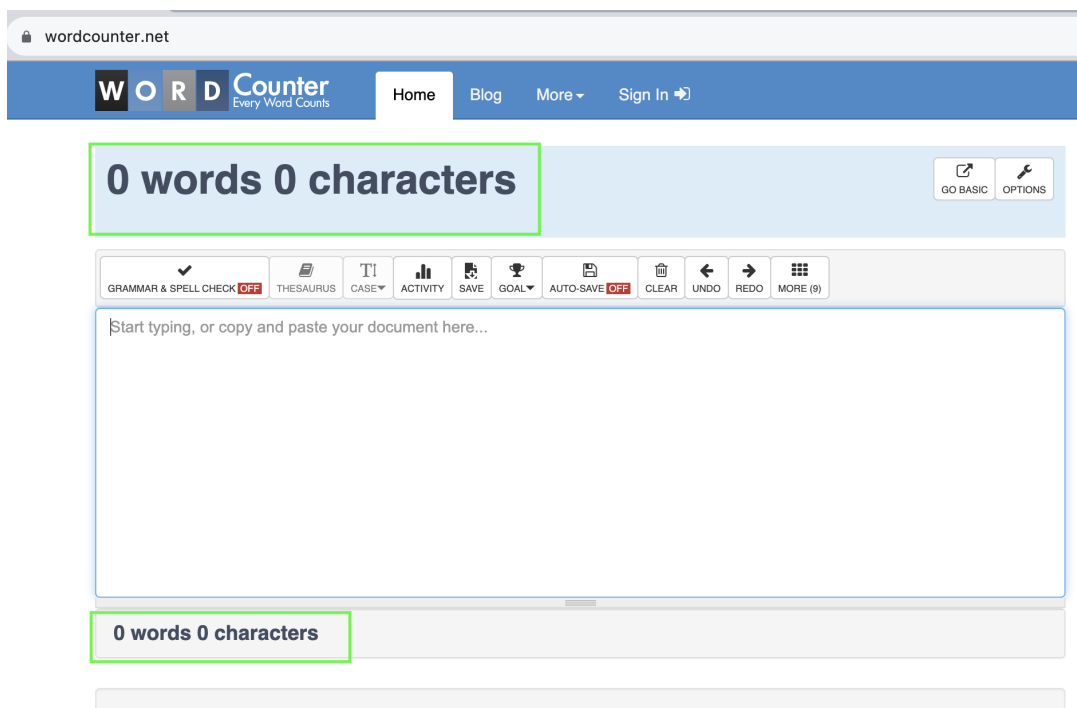 wordcounter.net
WORD Counter
Every Word Counts
Home Blog More Sign In
0 words 0 characters
GO BASIC OPTIONS
GRAMMAR & SPELL CHECK OFF THESAURUS CASE ACTIVITY SAVE GOAL AUTO-SAVE OFF CLEAR UNDO REDO MORE (9)
Start typing, or copy and paste your document here...
0 words 0 characters